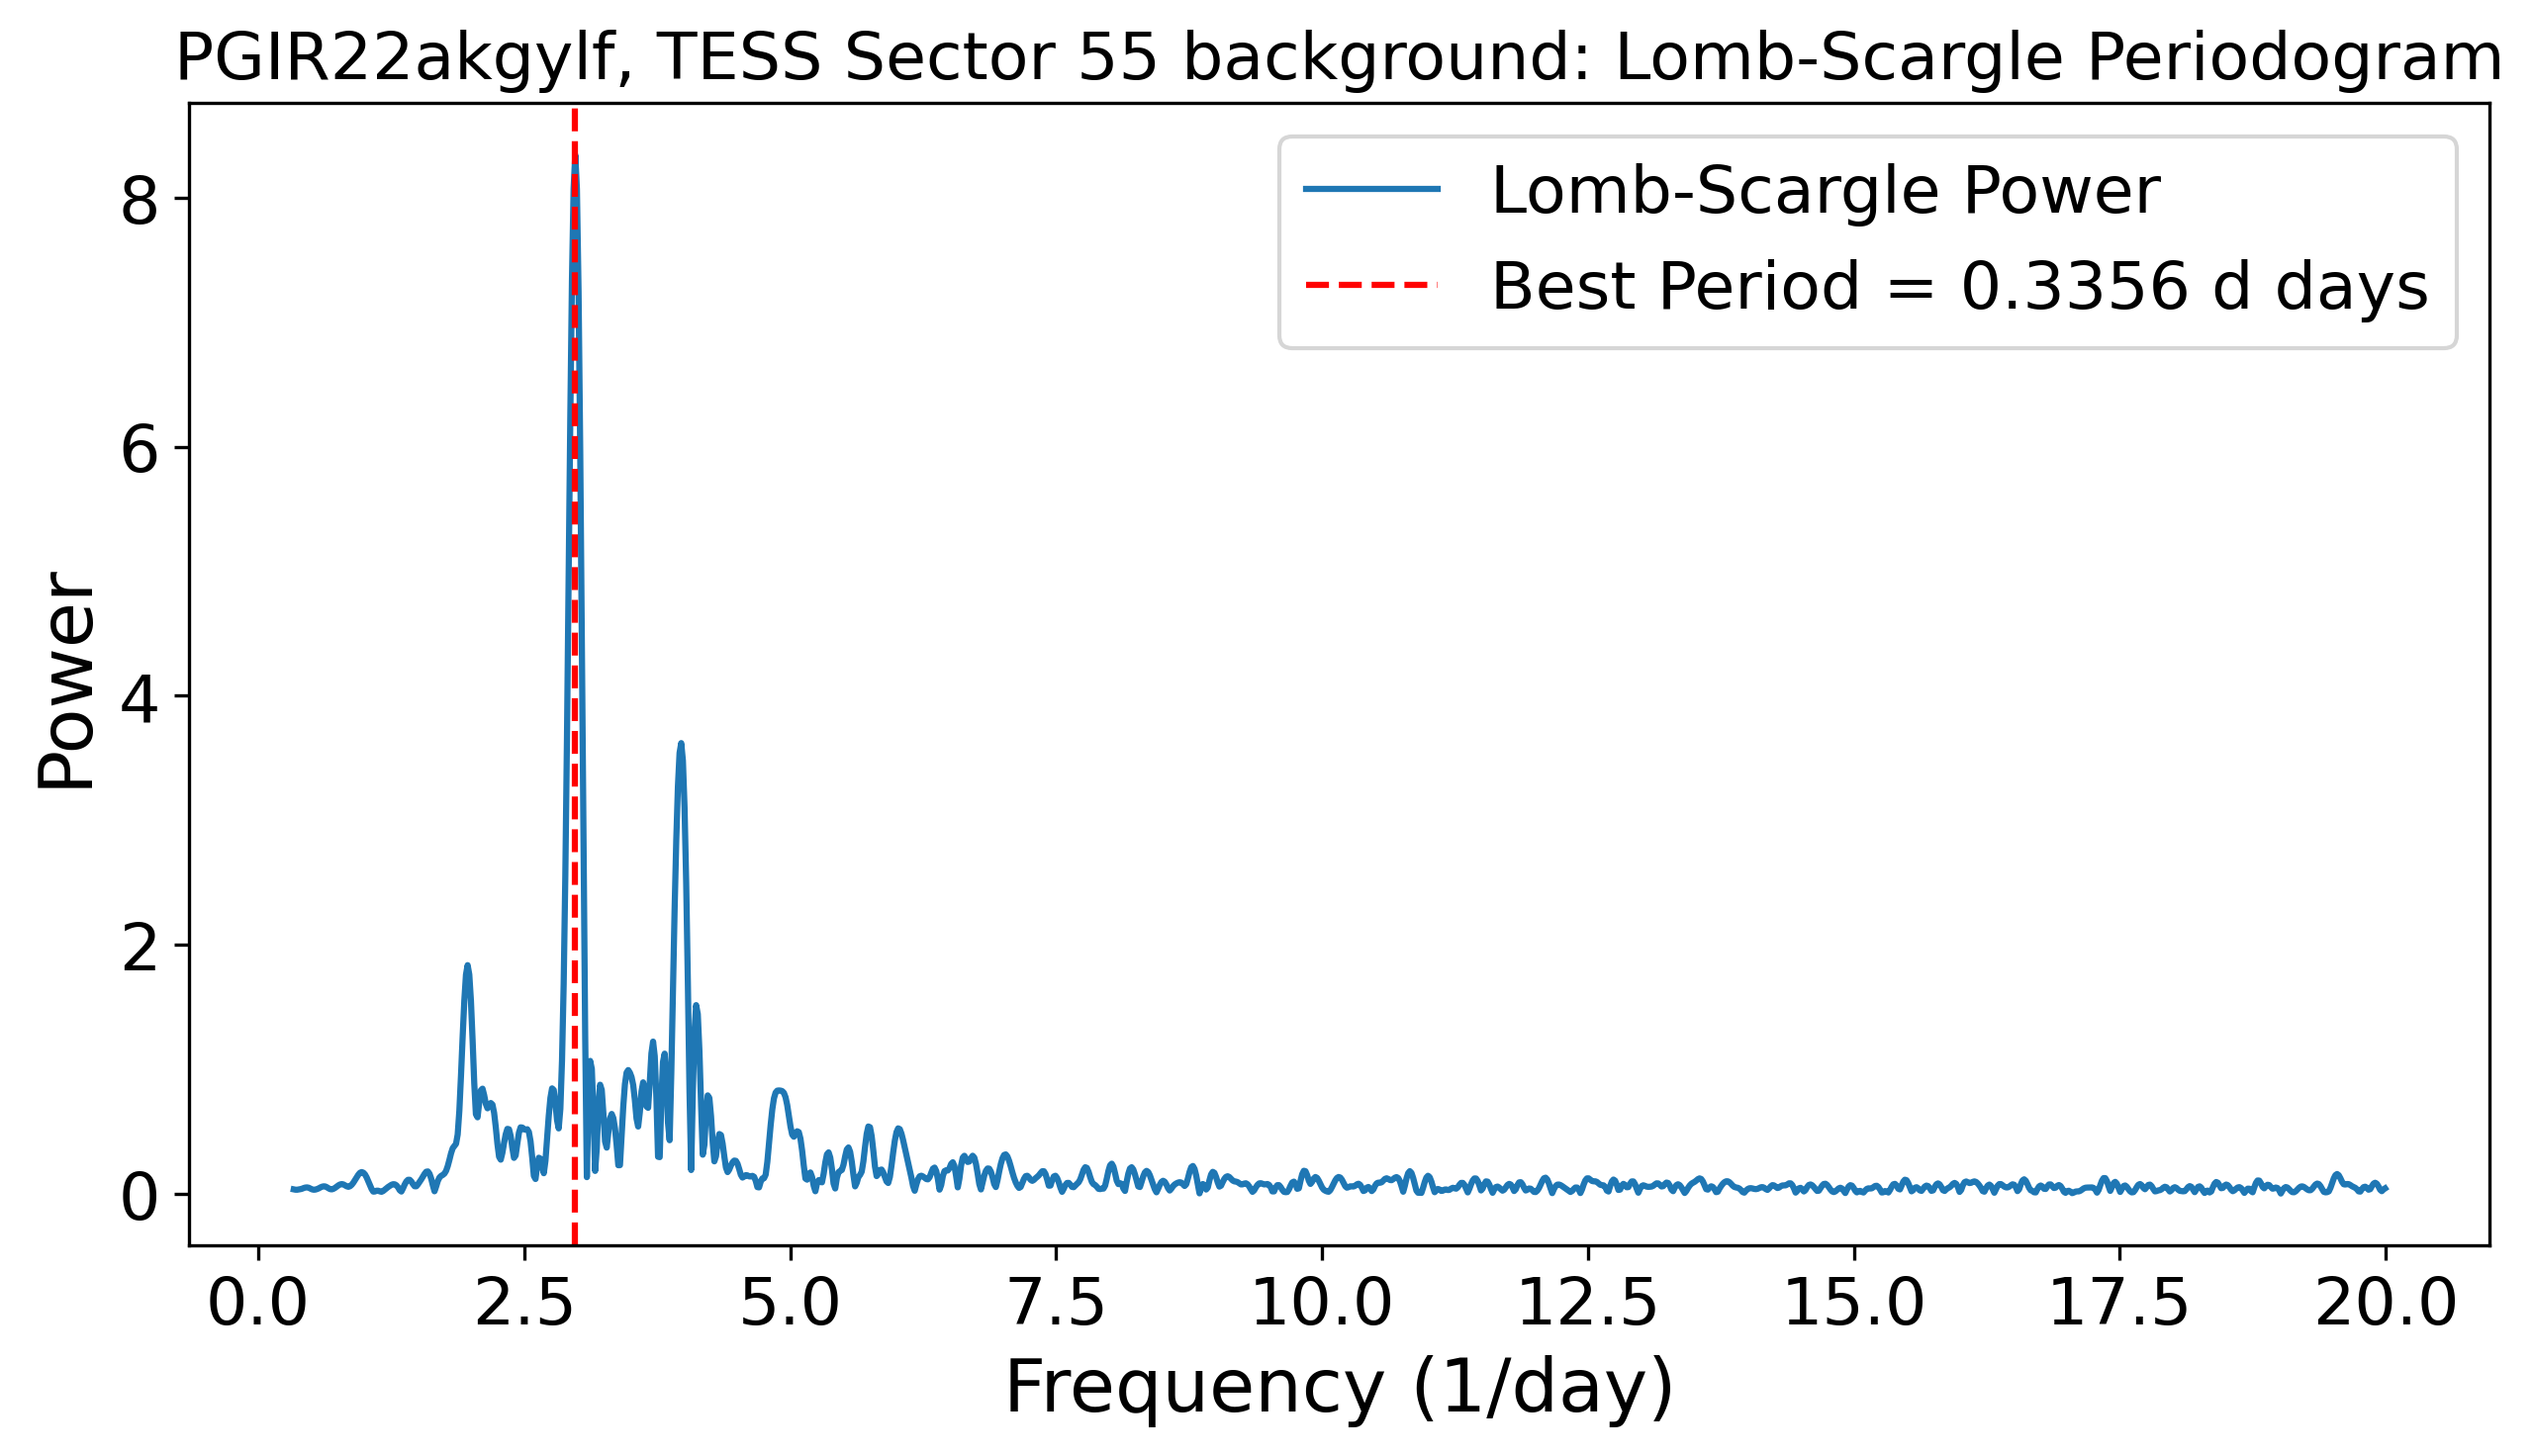 PGIR22akgylf, TESS Sector 55 background: Lomb-Scargle Periodogram
Lomb-Scargle Power
Best Period = 0.3356 d days
8
6
4
2
0
Power
0.0 2.5 5.0 7.5 10.0 12.5 15.0 17.5 20.0
Frequency (1/day)